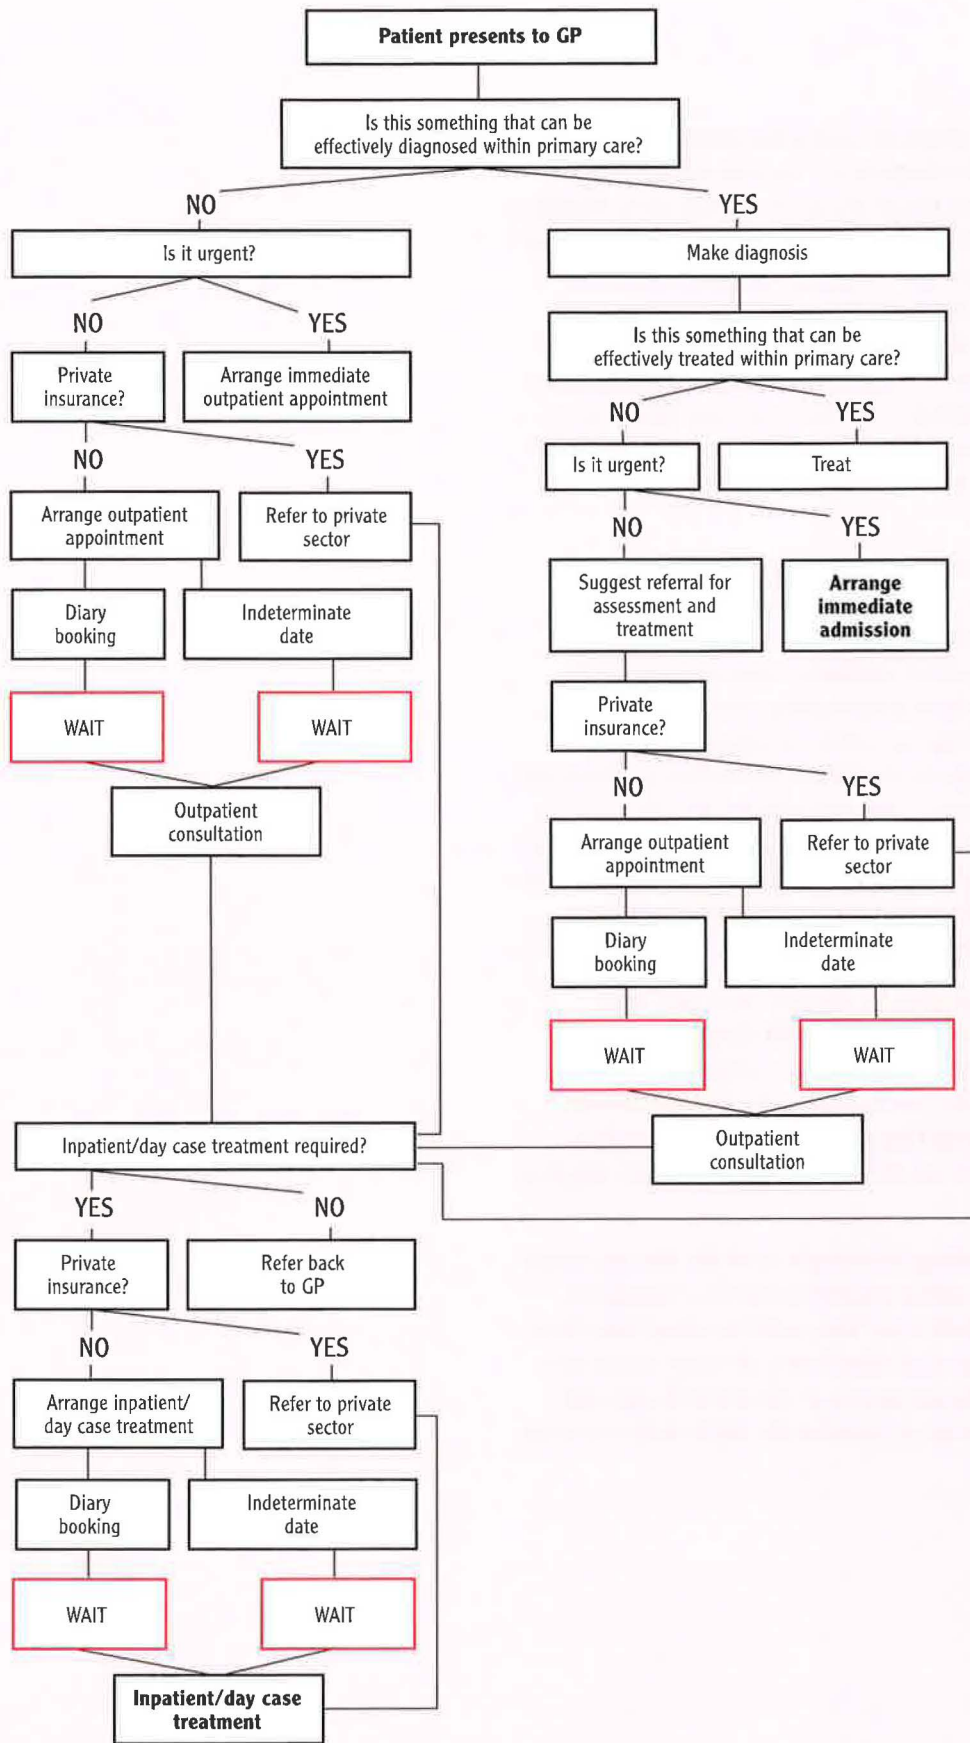 Patient presents to GP
Is this something that can be
effectively diagnosed within primary care?
NO
YES
Is it urgent?
Make diagnosis
NO
YES
Is this something that can be
effectively treated within primary care?
Private
insurance?
Arrange immediate
outpatient appointment
NO
YES
NO
YES
Is it urgent?
Treat
Arrange outpatient
appointment
Refer to private
sector
NO
YES
Diary
booking
Indeterminate
date
Suggest referral for
assessment and
treatment
Arrange
immediate
admission
WAIT
WAIT
Private
insurance?
NO
YES
Outpatient
consultation
Arrange outpatient
appointment
Refer to private
sector
Diary
booking
Indeterminate
date
WAIT
WAIT
Inpatient/day case treatment required?
Outpatient
consultation
YES
NO
Private
insurance?
Refer back
to GP
NO
YES
Arrange inpatient/
day case treatment
Refer to private
sector
Diary
booking
Indeterminate
date
WAIT
WAIT
Inpatient/day case
treatment